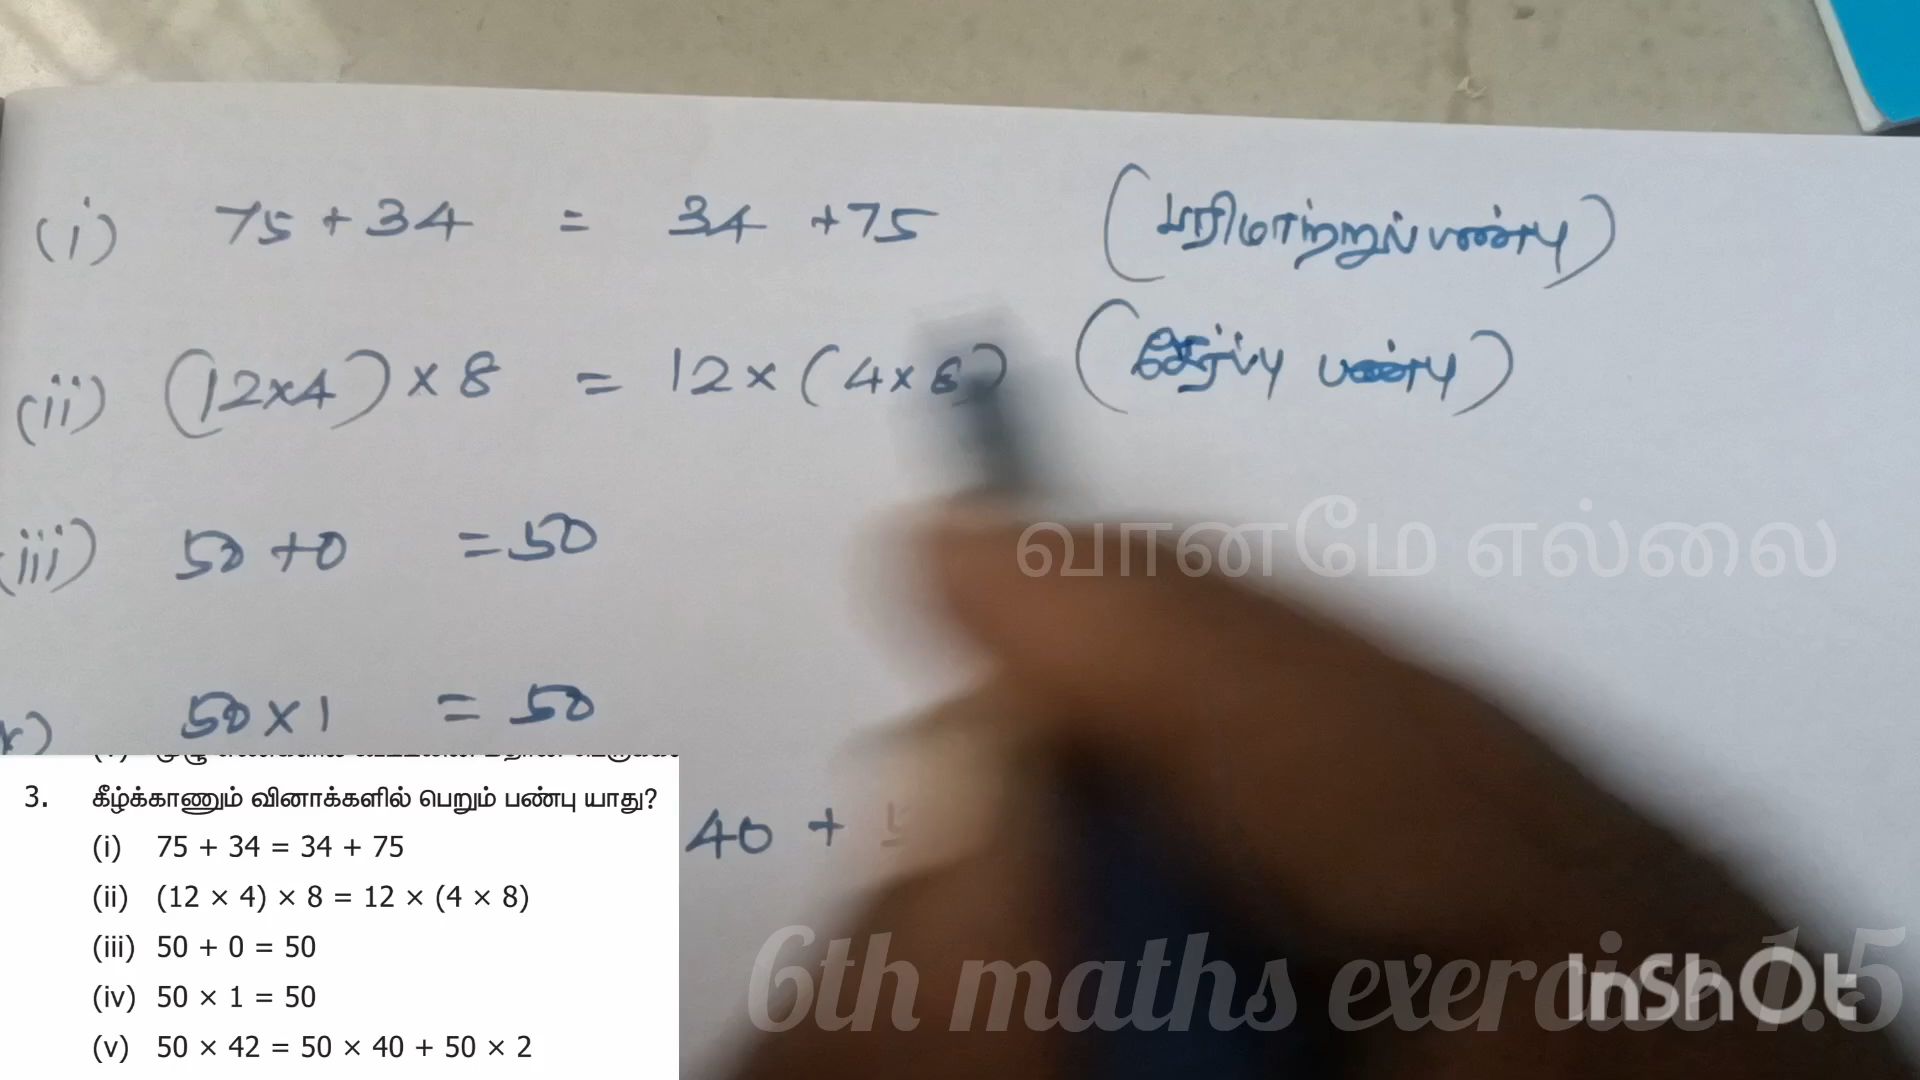 (i) 75 + 34 = 34 + 75 (பரிமாற்றுப் பண்பு)
(ii) (12 × 4) × 8 = 12 × (4 × 8) (சேர்ப்பு பண்பு)
(iii) 50 + 0 = 50
50 × 1 = 50
40 +
வானமே எல்லை
3. கீழ்க்காணும் வினாக்களில் பெறும் பண்பு யாது?
(i) 75 + 34 = 34 + 75
(ii) (12 × 4) × 8 = 12 × (4 × 8)
(iii) 50 + 0 = 50
(iv) 50 × 1 = 50
(v) 50 × 42 = 50 × 40 + 50 × 2
6th maths exercise 1.5
InShOt